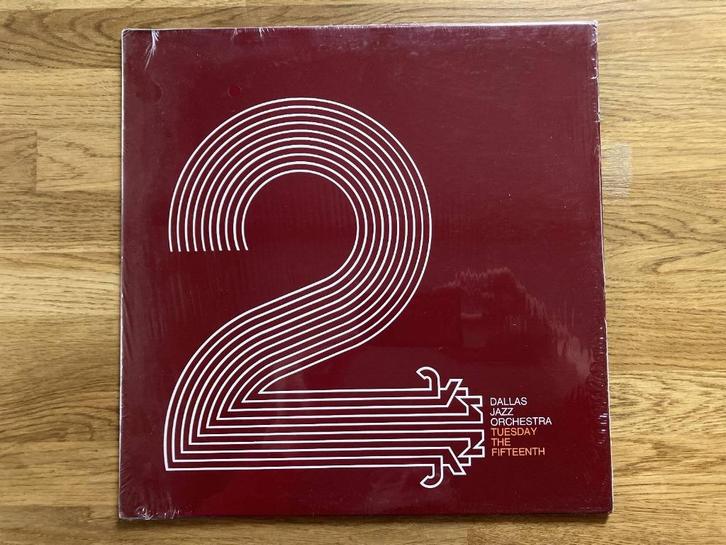 2
DALLAS
JAZZ
ORCHESTRA
TUESDAY
THE
FIFTEENTH